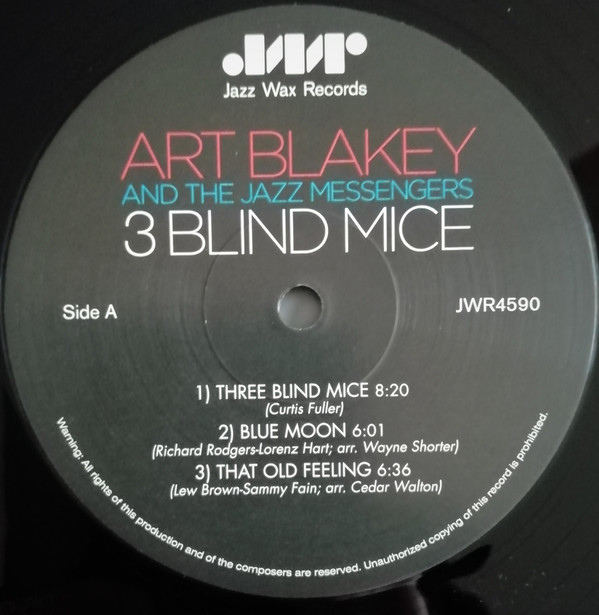 JWR
Jazz Wax Records
ART BLAKEY
AND THE JAZZ MESSENGERS
3 BLIND MICE
Side A
JWR4590
1) THREE BLIND MICE 8:20
(Curtis Fuller)
2) BLUE MOON 6:01
(Richard Rodgers-Lorenz Hart; arr. Wayne Shorter)
3) THAT OLD FEELING 6:36
(Lew Brown-Sammy Fain; arr. Cedar Walton)
Warning: All rights of this production and of the composers are reserved. Unauthorized copying of this record is prohibited.